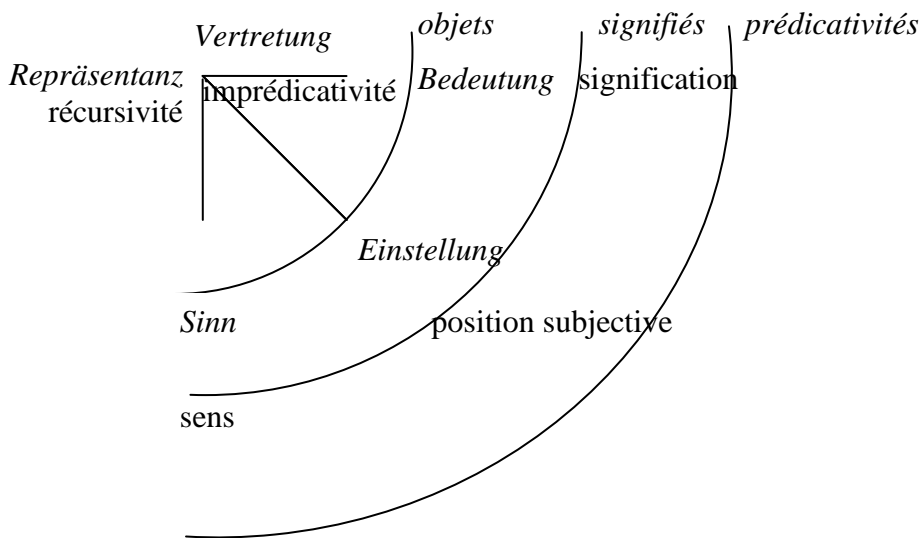 Vertretung
objets
signifiés
prédicativités
Repräsentanz
imprédicativité
Bedeutung
signification
récursivité
Einstellung
Sinn
position subjective
sens